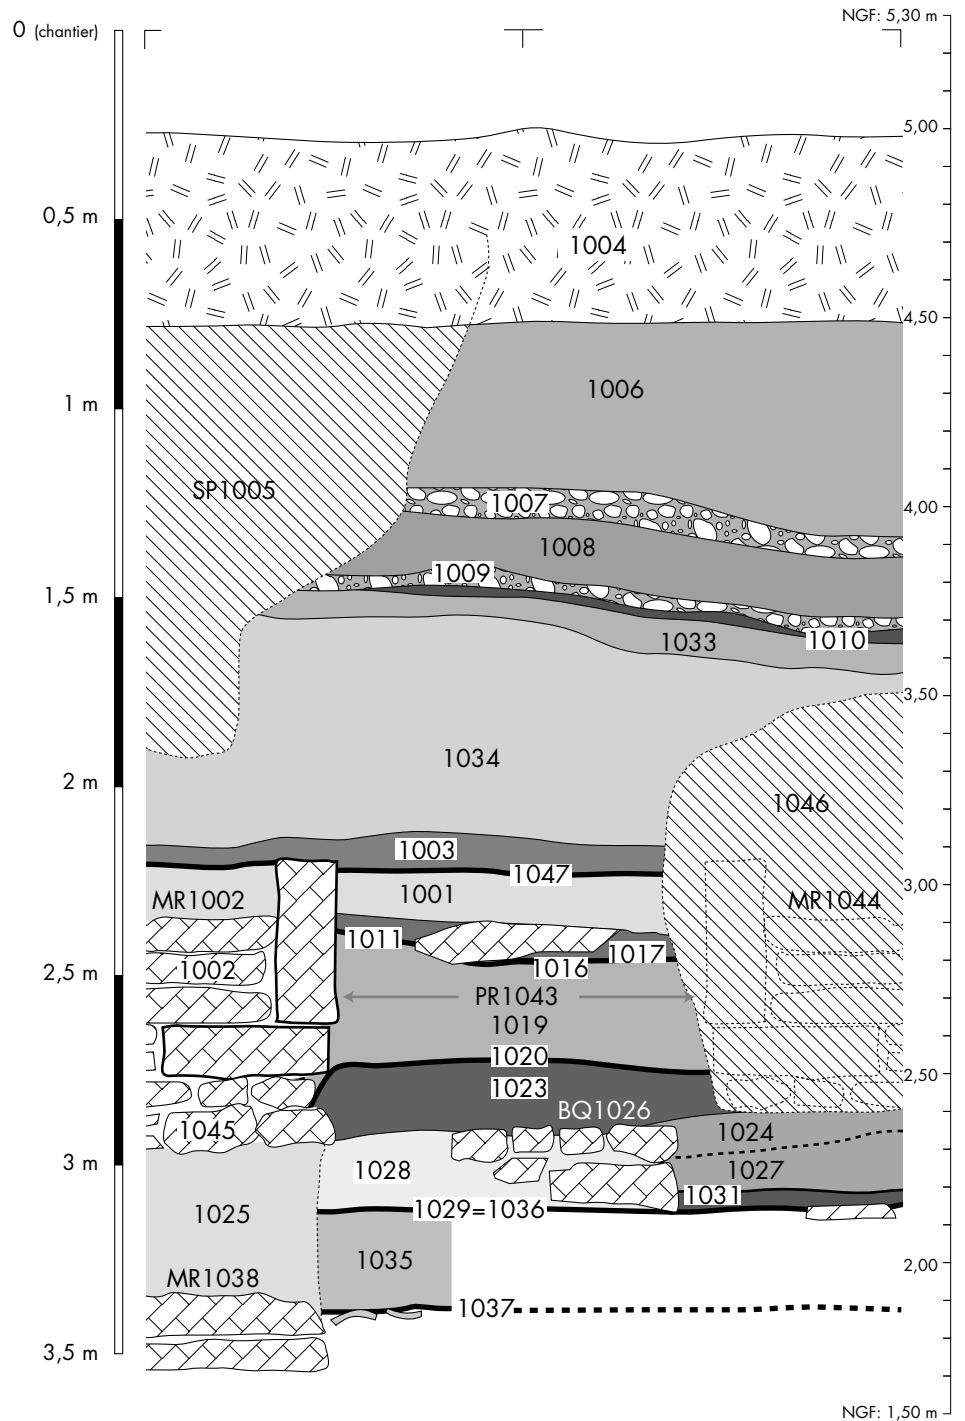 NGF: 5,30 m
0 (chantier)
5,00
0,5 m
1004
4,50
1006
1 m
SP1005
1007
4,00
1008
1009
1,5 m
1010
1033
3,50
1034
2 m
1046
1003
1047
3,00
1001
MR1002
MR1044
1011
1017
1002
1016
2,5 m
PR1043
1019
1020
2,50
1023
BQ1026
1045
1024
3 m
1028
1027
1031
1029=1036
1025
1035
2,00
MR1038
1037
3,5 m
NGF: 1,50 m